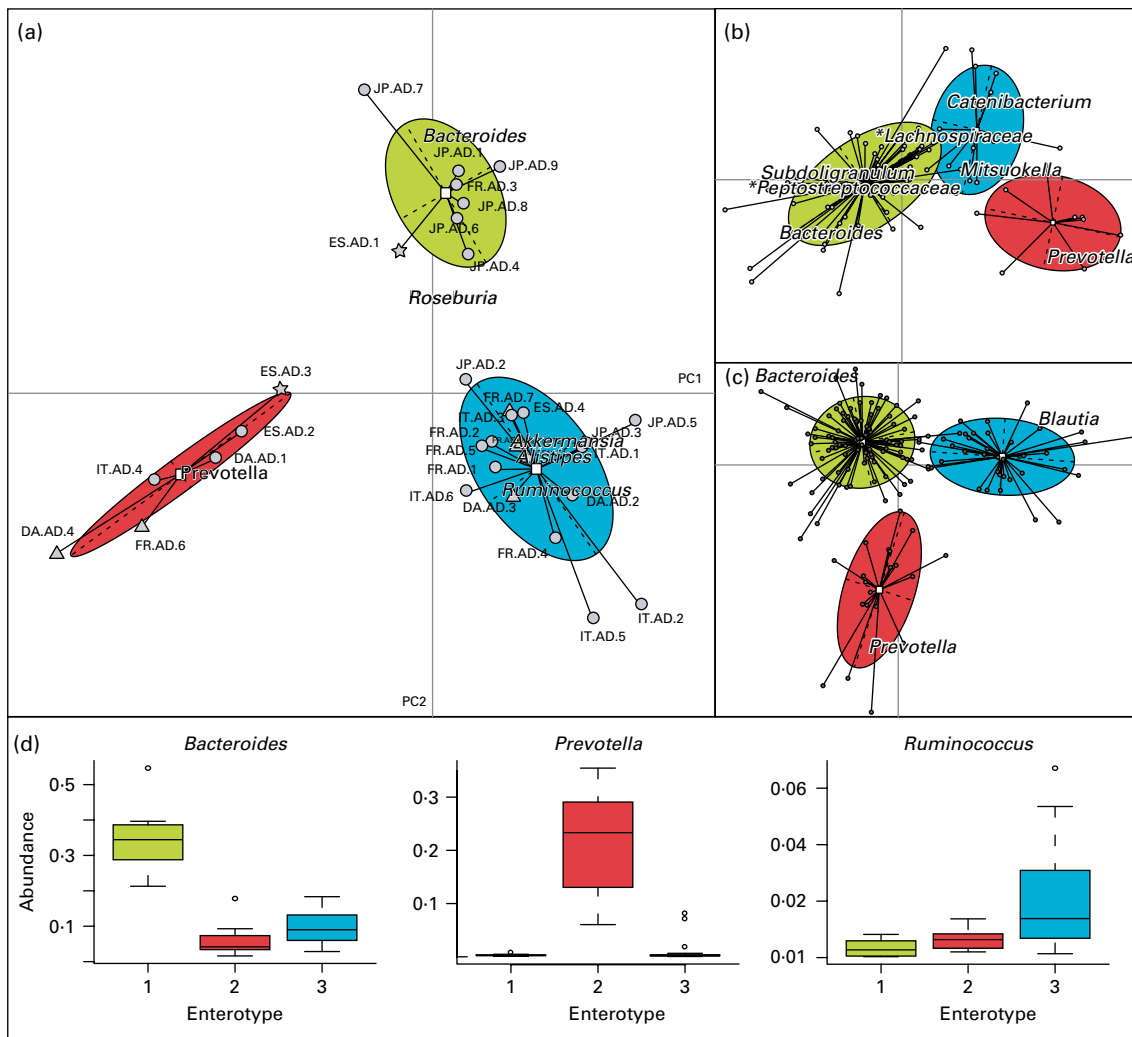 (a)
JP.AD.7
Bacteroides
JP.AD.1
JP.AD.9
FR.AD.3
JP.AD.8
JP.AD.6
ES.AD.1
JP.AD.4
Roseburia
ES.AD.3
JP.AD.2
PC1
FR.AD.7
ES.AD.4
IT.AD.3
JP.AD.5
ES.AD.2
FR.AD.2
JP.AD.3
Akkermansia
FR.AD.5
IT.AD.1
Alistipes
DA.AD.1
IT.AD.4
Prevotella
FR.AD.1
Ruminococcus
IT.AD.6
DA.AD.3
DA.AD.2
DA.AD.4
FR.AD.6
FR.AD.4
IT.AD.2
IT.AD.5
PC2
(b)
Catenibacterium
*Lachnospiraceae
Mitsuokella
Subdoligranulum
*Peptostreptococcaceae
Bacteroides
Prevotella
(c)
Bacteroides
Blautia
Prevotella
(d)
Bacteroides
Abundance
0·5
0·3
0·1
1 2 3
Enterotype
Prevotella
0·3
0·2
0·1
1 2 3
Enterotype
Ruminococcus
0·06
0·04
0·02
0·01
1 2 3
Enterotype